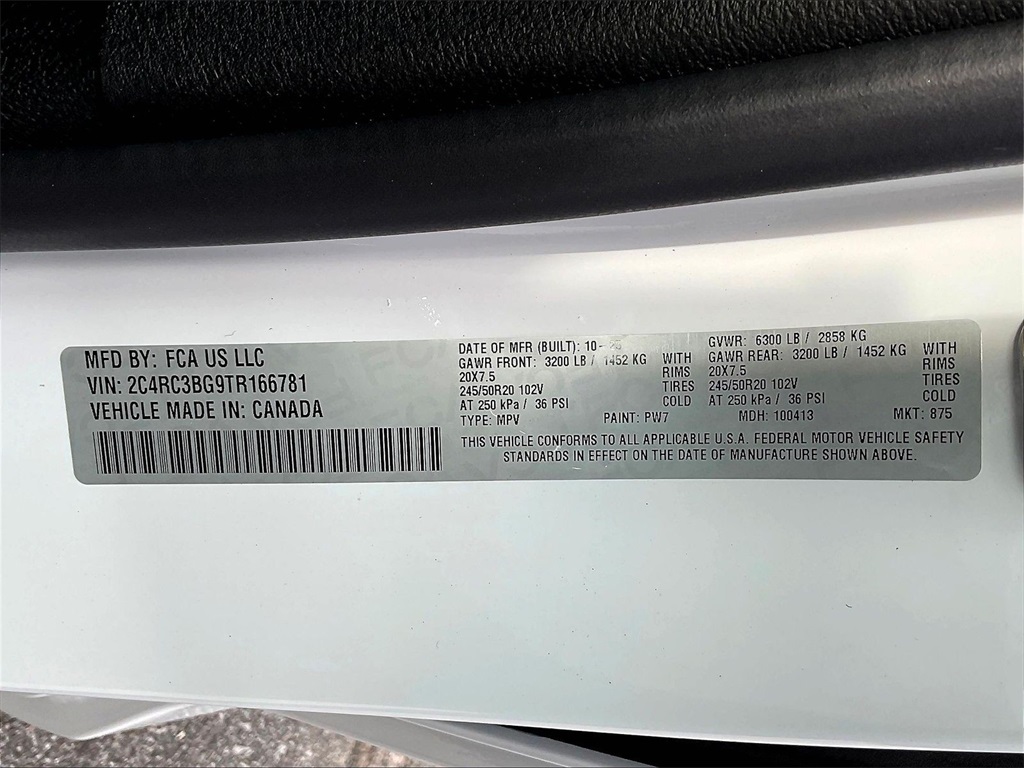 MFD BY: FCA US LLC
VIN: 2C4RC3BG9TR166781
VEHICLE MADE IN: CANADA
DATE OF MFR (BUILT): 10-
GAWR FRONT: 3200 LB / 1452 KG WITH
20X7.5 RIMS
245/50R20 102V TIRES
AT 250 kPa / 36 PSI COLD
GVWR: 6300 LB / 2858 KG
GAWR REAR: 3200 LB / 1452 KG WITH
20X7.5 RIMS
245/50R20 102V TIRES
AT 250 kPa / 36 PSI COLD
TYPE: MPV PAINT: PW7 MDH: 100413 MKT: 875
THIS VEHICLE CONFORMS TO ALL APPLICABLE U.S.A. FEDERAL MOTOR VEHICLE SAFETY
STANDARDS IN EFFECT ON THE DATE OF MANUFACTURE SHOWN ABOVE.